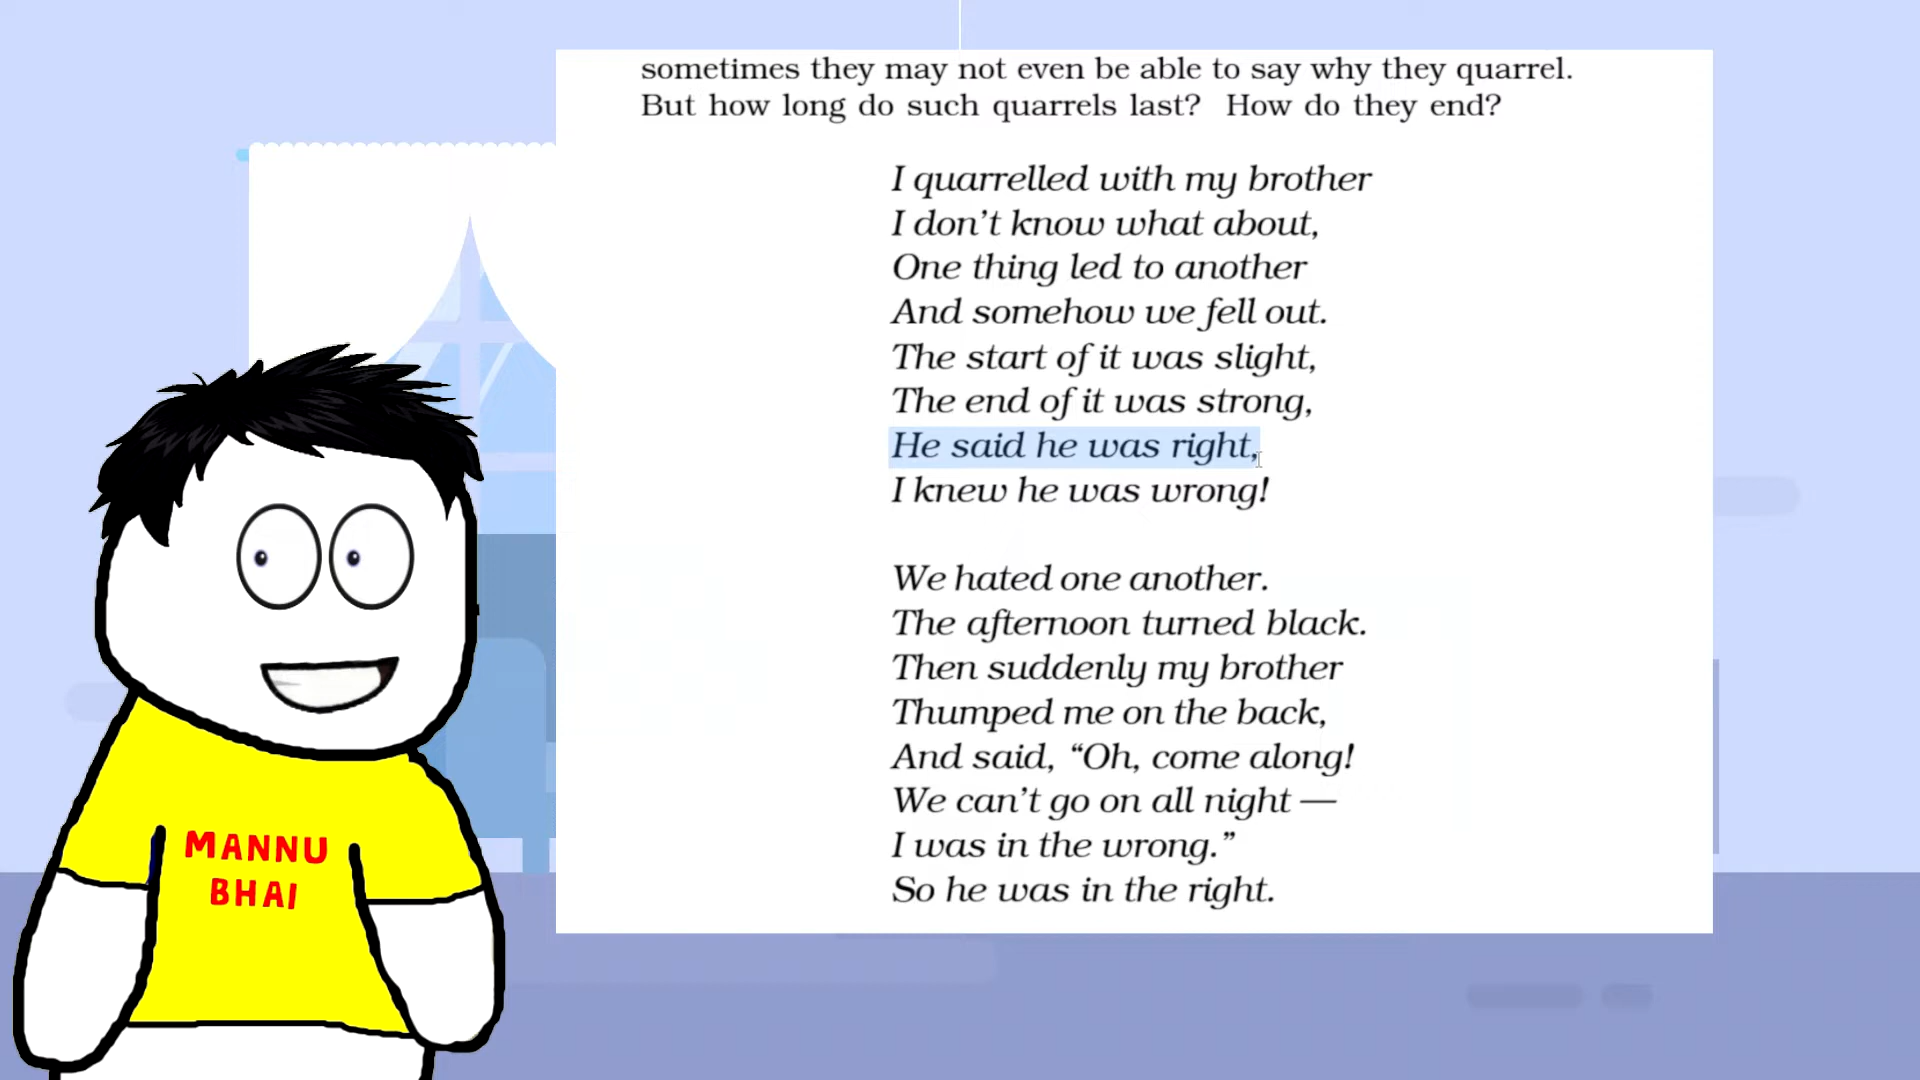 sometimes they may not even be able to say why they quarrel.
But how long do such quarrels last? How do they end?
I quarrelled with my brother
I don’t know what about,
One thing led to another
And somehow we fell out.
The start of it was slight,
The end of it was strong,
He said he was right,
I knew he was wrong!
We hated one another.
The afternoon turned black.
Then suddenly my brother
Thumped me on the back,
And said, “Oh, come along!
We can’t go on all night —
I was in the wrong.”
So he was in the right.
MANNU
BHAI